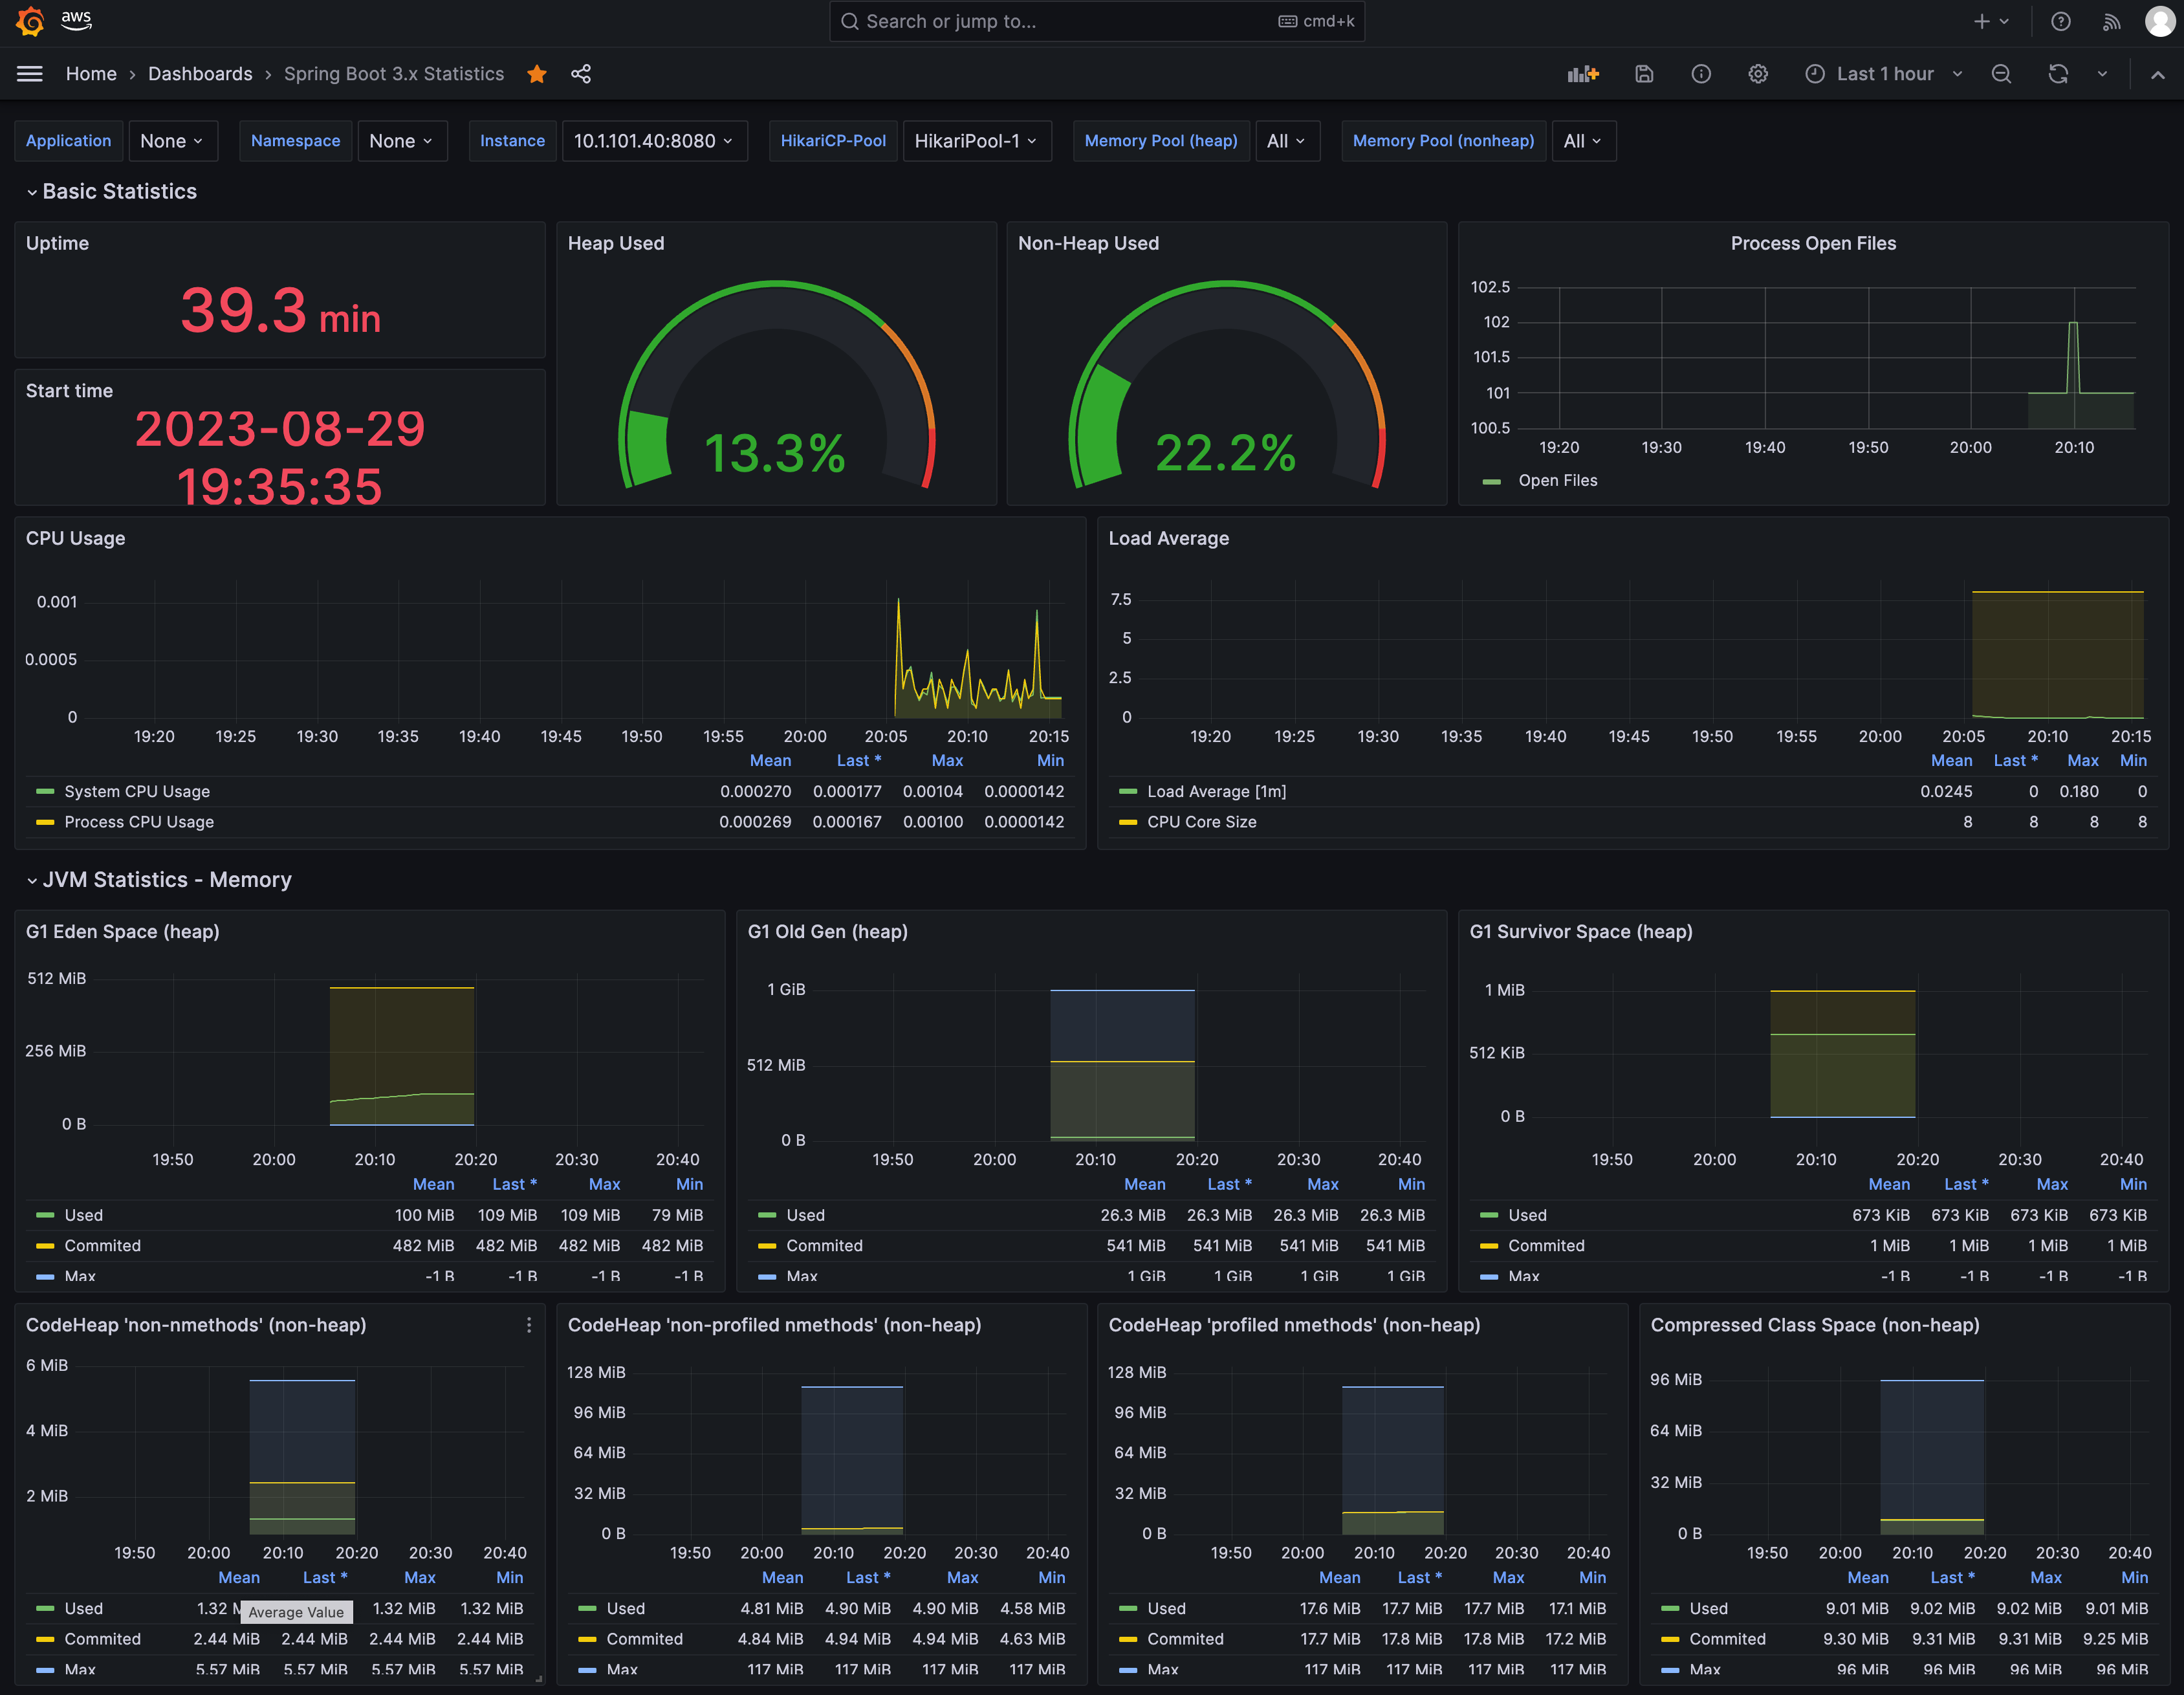 aws
Search or jump to...
cmd+k
Home › Dashboards › Spring Boot 3.x Statistics
Last 1 hour
Application None Namespace None Instance 10.1.101.40:8080 HikariCP-Pool HikariPool-1 Memory Pool (heap) All Memory Pool (nonheap) All
Basic Statistics
Uptime
39.3 min
Start time
2023-08-29
19:35:35
Heap Used
13.3%
Non-Heap Used
22.2%
Process Open Files
102.5
102
101.5
101
100.5
19:20 19:30 19:40 19:50 20:00 20:10
Open Files
CPU Usage
0.001
0.0005
0
19:20 19:25 19:30 19:35 19:40 19:45 19:50 19:55 20:00 20:05 20:10 20:15
Mean Last * Max Min
System CPU Usage 0.000270 0.000177 0.00104 0.0000142
Process CPU Usage 0.000269 0.000167 0.00100 0.0000142
Load Average
7.5
5
2.5
0
19:20 19:25 19:30 19:35 19:40 19:45 19:50 19:55 20:00 20:05 20:10 20:15
Mean Last * Max Min
Load Average [1m] 0.0245 0 0.180 0
CPU Core Size 8 8 8 8
JVM Statistics - Memory
G1 Eden Space (heap)
512 MiB
256 MiB
0 B
19:50 20:00 20:10 20:20 20:30 20:40
Mean Last * Max Min
Used 100 MiB 109 MiB 109 MiB 79 MiB
Commited 482 MiB 482 MiB 482 MiB 482 MiB
Max -1 B -1 B -1 B -1 B
G1 Old Gen (heap)
1 GiB
512 MiB
0 B
19:50 20:00 20:10 20:20 20:30 20:40
Mean Last * Max Min
Used 26.3 MiB 26.3 MiB 26.3 MiB 26.3 MiB
Commited 541 MiB 541 MiB 541 MiB 541 MiB
Max 1 GiB 1 GiB 1 GiB 1 GiB
G1 Survivor Space (heap)
1 MiB
512 KiB
0 B
19:50 20:00 20:10 20:20 20:30 20:40
Mean Last * Max Min
Used 673 KiB 673 KiB 673 KiB 673 KiB
Commited 1 MiB 1 MiB 1 MiB 1 MiB
Max -1 B -1 B -1 B -1 B
CodeHeap 'non-nmethods' (non-heap)
6 MiB
4 MiB
2 MiB
19:50 20:00 20:10 20:20 20:30 20:40
Mean Last * Max Min
Used 1.32 M Average Value 1.32 MiB 1.32 MiB
Commited 2.44 MiB 2.44 MiB 2.44 MiB 2.44 MiB
Max 5.57 MiB 5.57 MiB 5.57 MiB 5.57 MiB
CodeHeap 'non-profiled nmethods' (non-heap)
128 MiB
96 MiB
64 MiB
32 MiB
0 B
19:50 20:00 20:10 20:20 20:30 20:40
Mean Last * Max Min
Used 4.81 MiB 4.90 MiB 4.90 MiB 4.58 MiB
Commited 4.84 MiB 4.94 MiB 4.94 MiB 4.63 MiB
Max 117 MiB 117 MiB 117 MiB 117 MiB
CodeHeap 'profiled nmethods' (non-heap)
128 MiB
96 MiB
64 MiB
32 MiB
0 B
19:50 20:00 20:10 20:20 20:30 20:40
Mean Last * Max Min
Used 17.6 MiB 17.7 MiB 17.7 MiB 17.1 MiB
Commited 17.7 MiB 17.8 MiB 17.8 MiB 17.2 MiB
Max 117 MiB 117 MiB 117 MiB 117 MiB
Compressed Class Space (non-heap)
96 MiB
64 MiB
32 MiB
0 B
19:50 20:00 20:10 20:20 20:30 20:40
Mean Last * Max Min
Used 9.01 MiB 9.02 MiB 9.02 MiB 9.01 MiB
Commited 9.30 MiB 9.31 MiB 9.31 MiB 9.25 MiB
Max 96 MiB 96 MiB 96 MiB 96 MiB